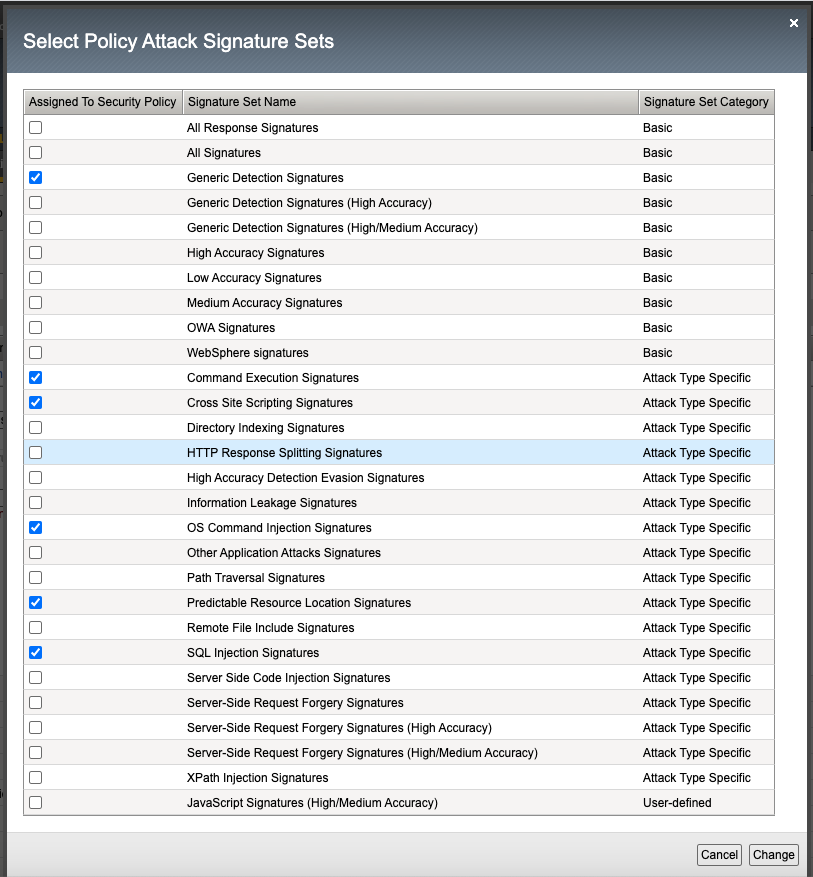 Select Policy Attack Signature Sets
Assigned To Security Policy Signature Set Name Signature Set Category
All Response Signatures Basic
All Signatures Basic
Generic Detection Signatures Basic
Generic Detection Signatures (High Accuracy) Basic
Generic Detection Signatures (High/Medium Accuracy) Basic
High Accuracy Signatures Basic
Low Accuracy Signatures Basic
Medium Accuracy Signatures Basic
OWA Signatures Basic
WebSphere signatures Basic
Command Execution Signatures Attack Type Specific
Cross Site Scripting Signatures Attack Type Specific
Directory Indexing Signatures Attack Type Specific
HTTP Response Splitting Signatures Attack Type Specific
High Accuracy Detection Evasion Signatures Attack Type Specific
Information Leakage Signatures Attack Type Specific
OS Command Injection Signatures Attack Type Specific
Other Application Attacks Signatures Attack Type Specific
Path Traversal Signatures Attack Type Specific
Predictable Resource Location Signatures Attack Type Specific
Remote File Include Signatures Attack Type Specific
SQL Injection Signatures Attack Type Specific
Server Side Code Injection Signatures Attack Type Specific
Server-Side Request Forgery Signatures Attack Type Specific
Server-Side Request Forgery Signatures (High Accuracy) Attack Type Specific
Server-Side Request Forgery Signatures (High/Medium Accuracy) Attack Type Specific
XPath Injection Signatures Attack Type Specific
JavaScript Signatures (High/Medium Accuracy) User-defined
Cancel Change